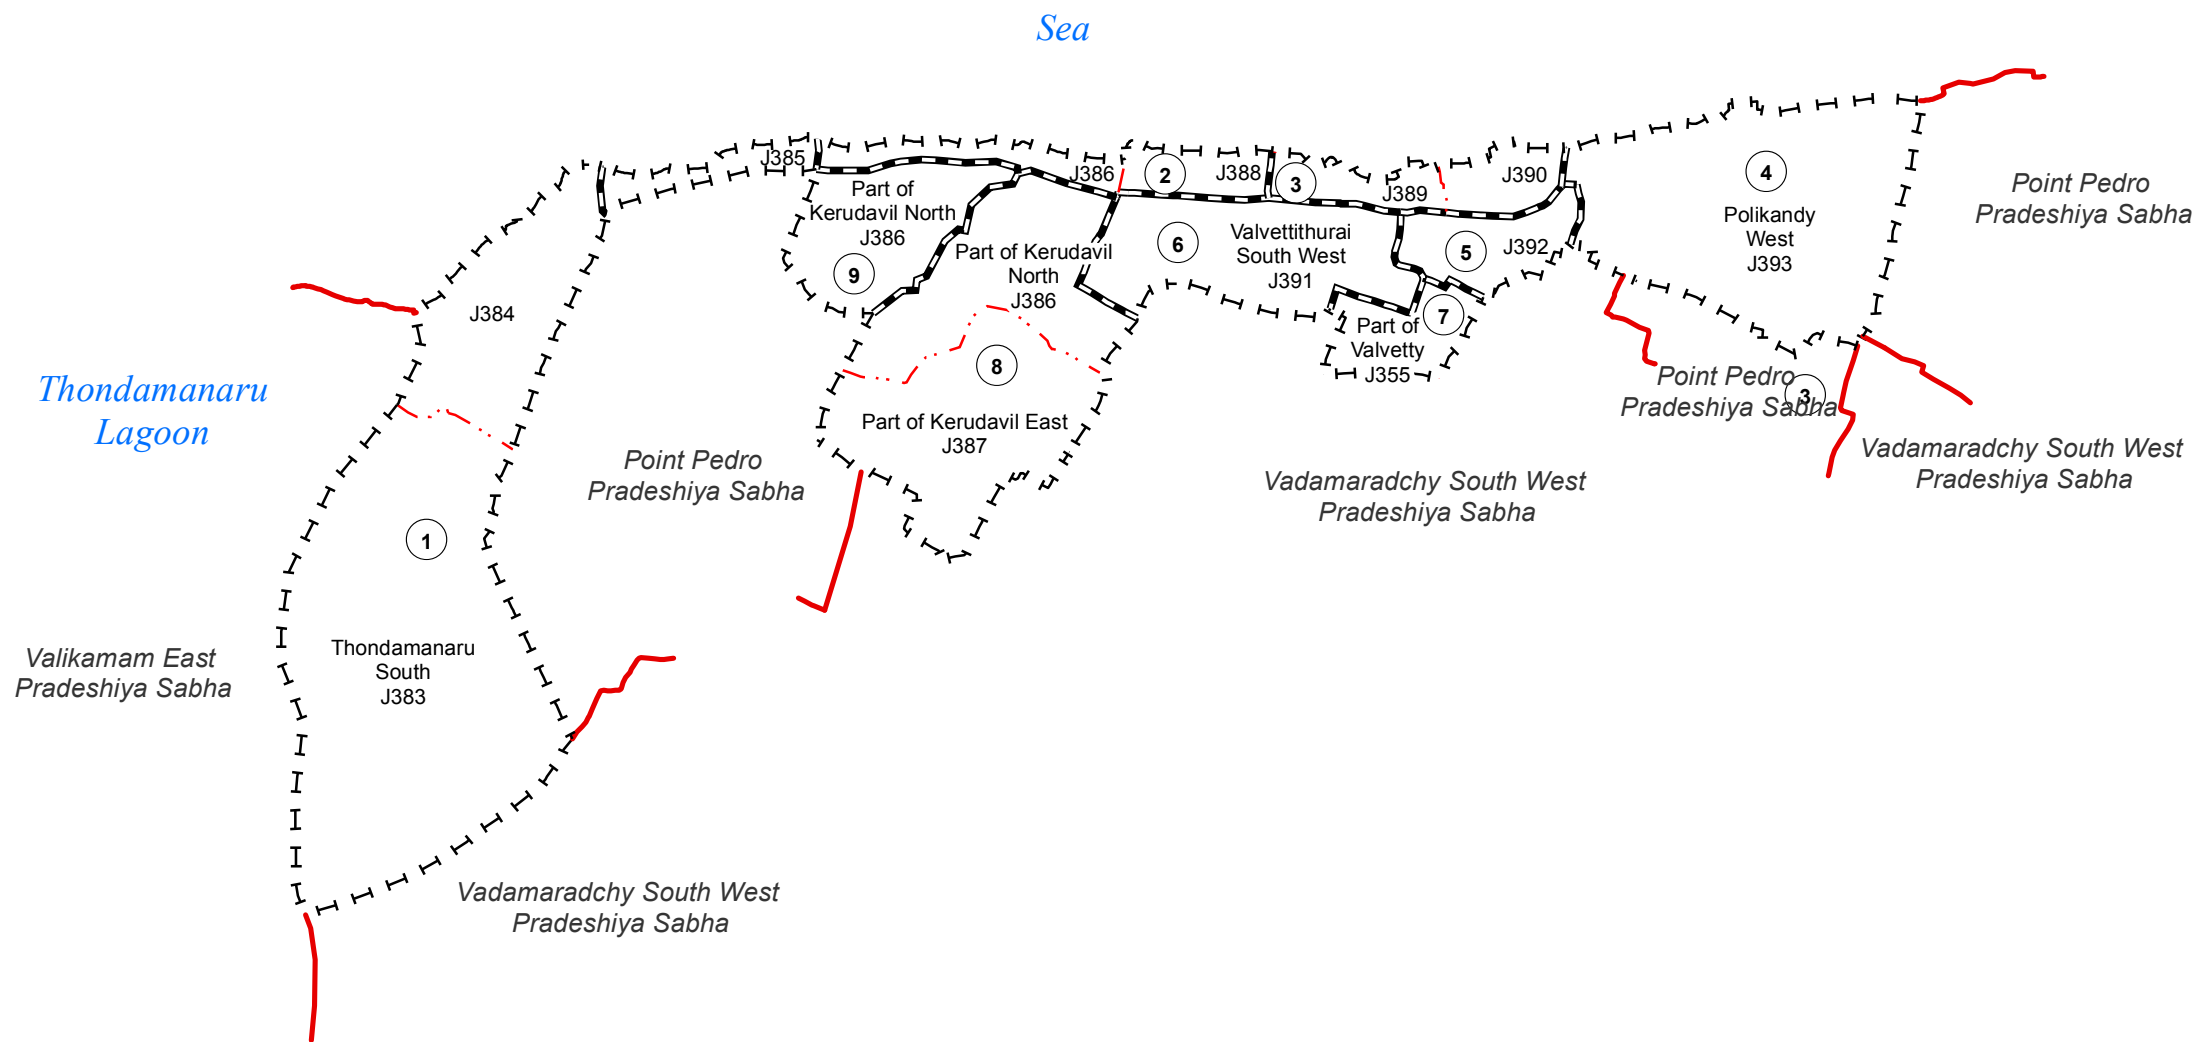 Sea
J385
J386
2
J388
3
J389
J390
4
Point Pedro
Pradeshiya Sabha
Part of
Kerudavil North
J386
9
Part of Kerudavil
North
J386
6
Valvettithurai
South West
J391
5
J392
Polikandy
West
J393
J384
7
Part of
Valvetty
J355
8
Part of Kerudavil East
J387
Thondamanaru
Lagoon
Point Pedro
Pradeshiya Sabha
3
Point Pedro
Pradeshiya Sabha
Vadamaradchy South West
Pradeshiya Sabha
Vadamaradchy South West
Pradeshiya Sabha
1
Valikamam East
Pradeshiya Sabha
Thondamanaru
South
J383
Vadamaradchy South West
Pradeshiya Sabha